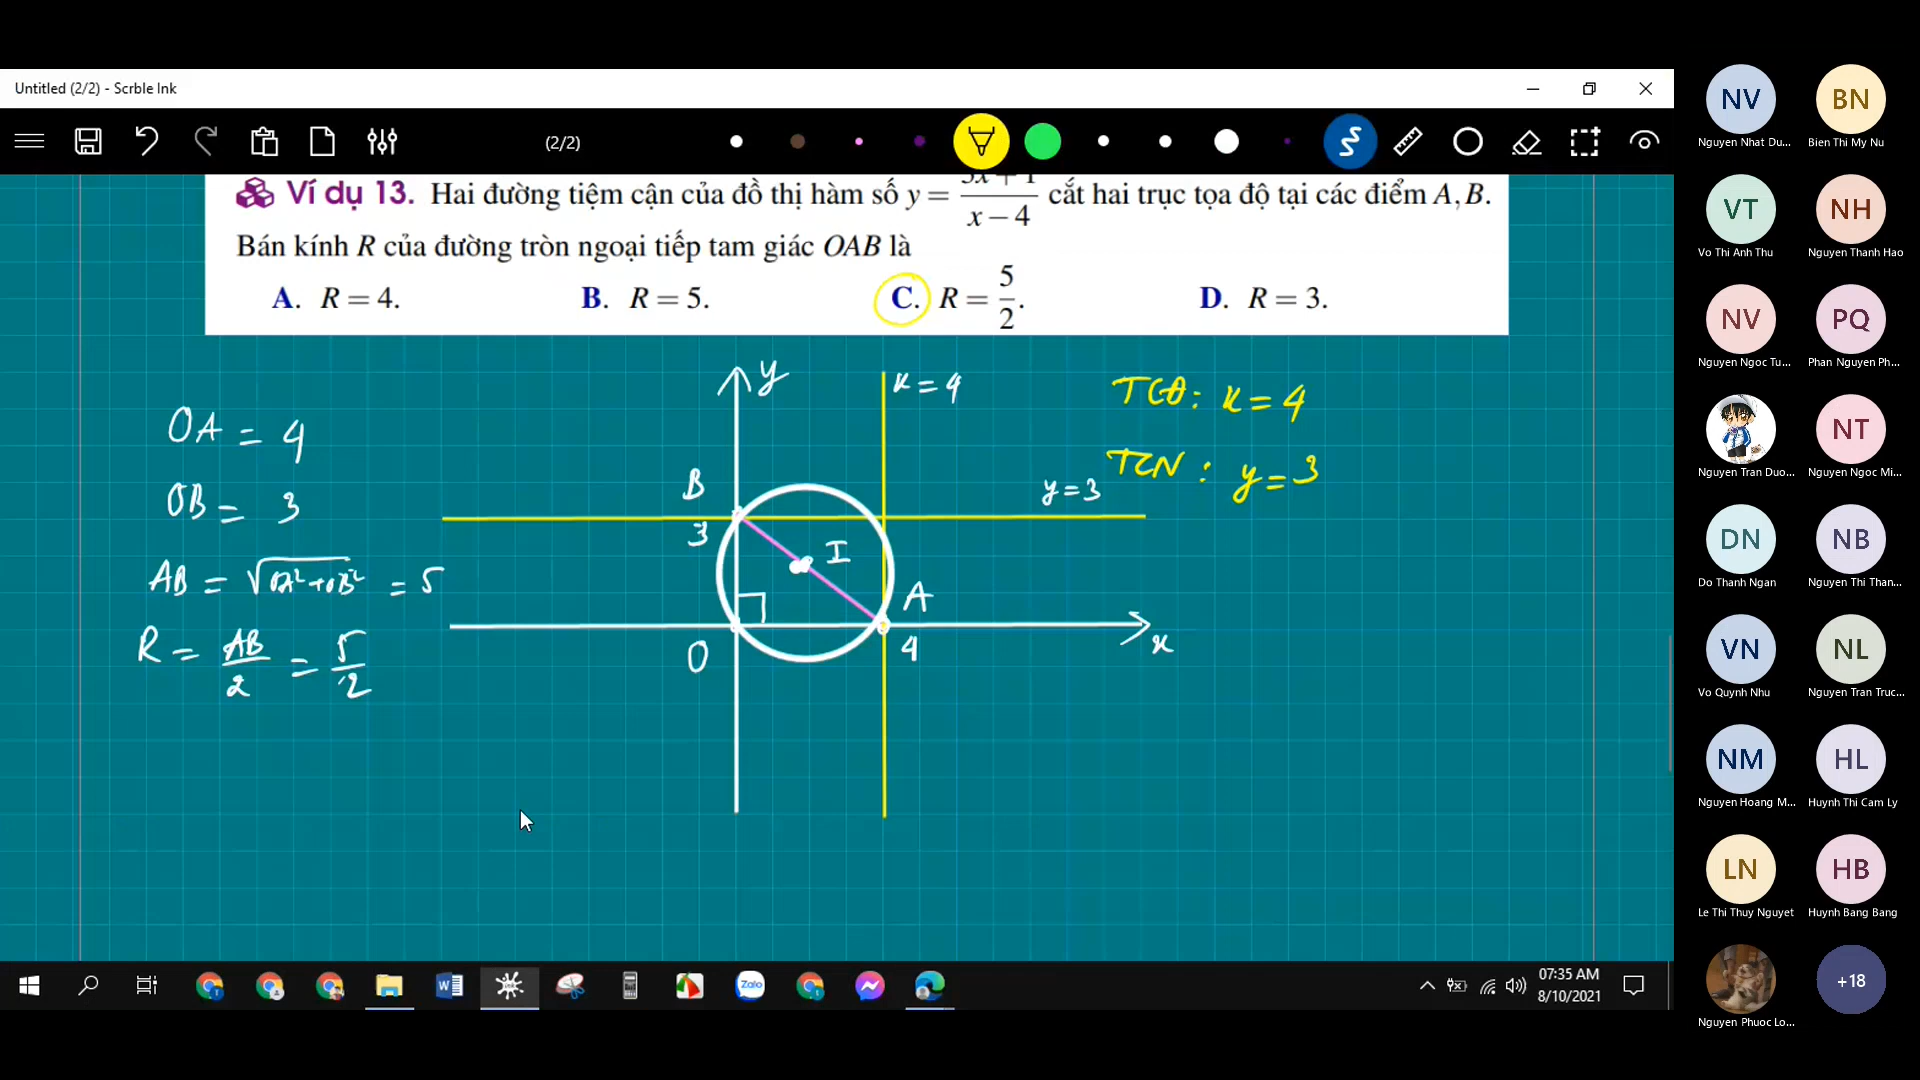 Untitled (2/2) - Scrble Ink
(2/2)
Ví dụ 13. Hai đường tiệm cận của đồ thị hàm số y = 3x + 1 / x − 4 cắt hai trục tọa độ tại các điểm A, B.
Bán kính R của đường tròn ngoại tiếp tam giác OAB là
A. R = 4. B. R = 5. C. R = 5/2. D. R = 3.
y
x = 4
TCĐ: x = 4
OA = 4
TCN : y = 3
B
y = 3
OB = 3
3
I
AB = √OA² + OB² = 5
A
R = AB/2 = 5/2
O
4
x
NV
BN
Nguyen Nhat Du...
Bien Thi My Nu
VT
NH
Vo Thi Anh Thu
Nguyen Thanh Hao
NV
PQ
Nguyen Ngoc Tu...
Phan Nguyen Ph...
NT
Nguyen Tran Duo...
Nguyen Ngoc Mi...
DN
NB
Do Thanh Ngan
Nguyen Thi Than...
VN
NL
Vo Quynh Nhu
Nguyen Tran Truc...
NM
HL
Nguyen Hoang M...
Huynh Thi Cam Ly
LN
HB
Le Thi Thuy Nguyet
Huynh Bang Bang
+18
Nguyen Phuoc Lo...
Zalo
07:35 AM
8/10/2021